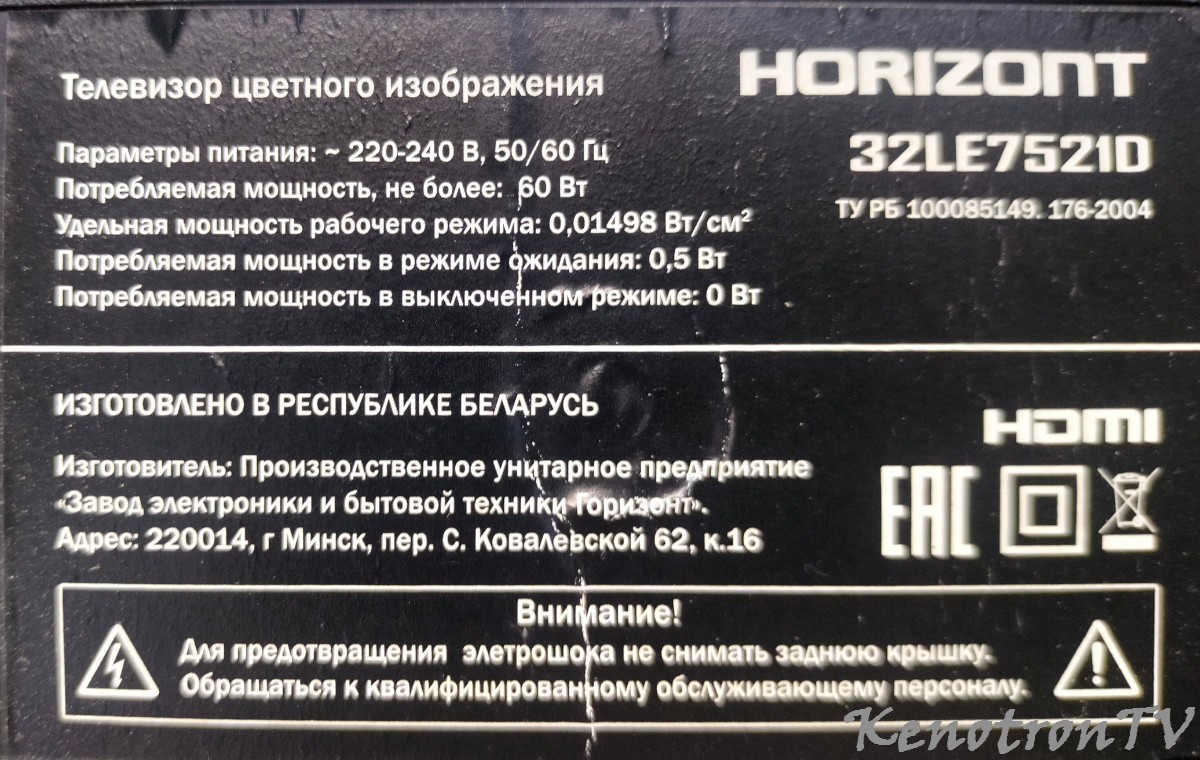 Телевизор цветного изображения
HORIZONT
32LE7521D
ТУ РБ 100085149. 176-2004
Параметры питания: ~ 220-240 В, 50/60 Гц
Потребляемая мощность, не более: 60 Вт
Удельная мощность рабочего режима: 0,01498 Вт/см²
Потребляемая мощность в режиме ожидания: 0,5 Вт
Потребляемая мощность в выключенном режиме: 0 Вт
ИЗГОТОВЛЕНО В РЕСПУБЛИКЕ БЕЛАРУСЬ
Изготовитель: Производственное унитарное предприятие
«Завод электроники и бытовой техники Горизонт».
Адрес: 220014, г Минск, пер. С. Ковалевской 62, к.16
HDMI
EAC
Внимание!
Для предотвращения элетрошока не снимать заднюю крышку.
Обращаться к квалифицированному обслуживающему персоналу.
KenotronTV